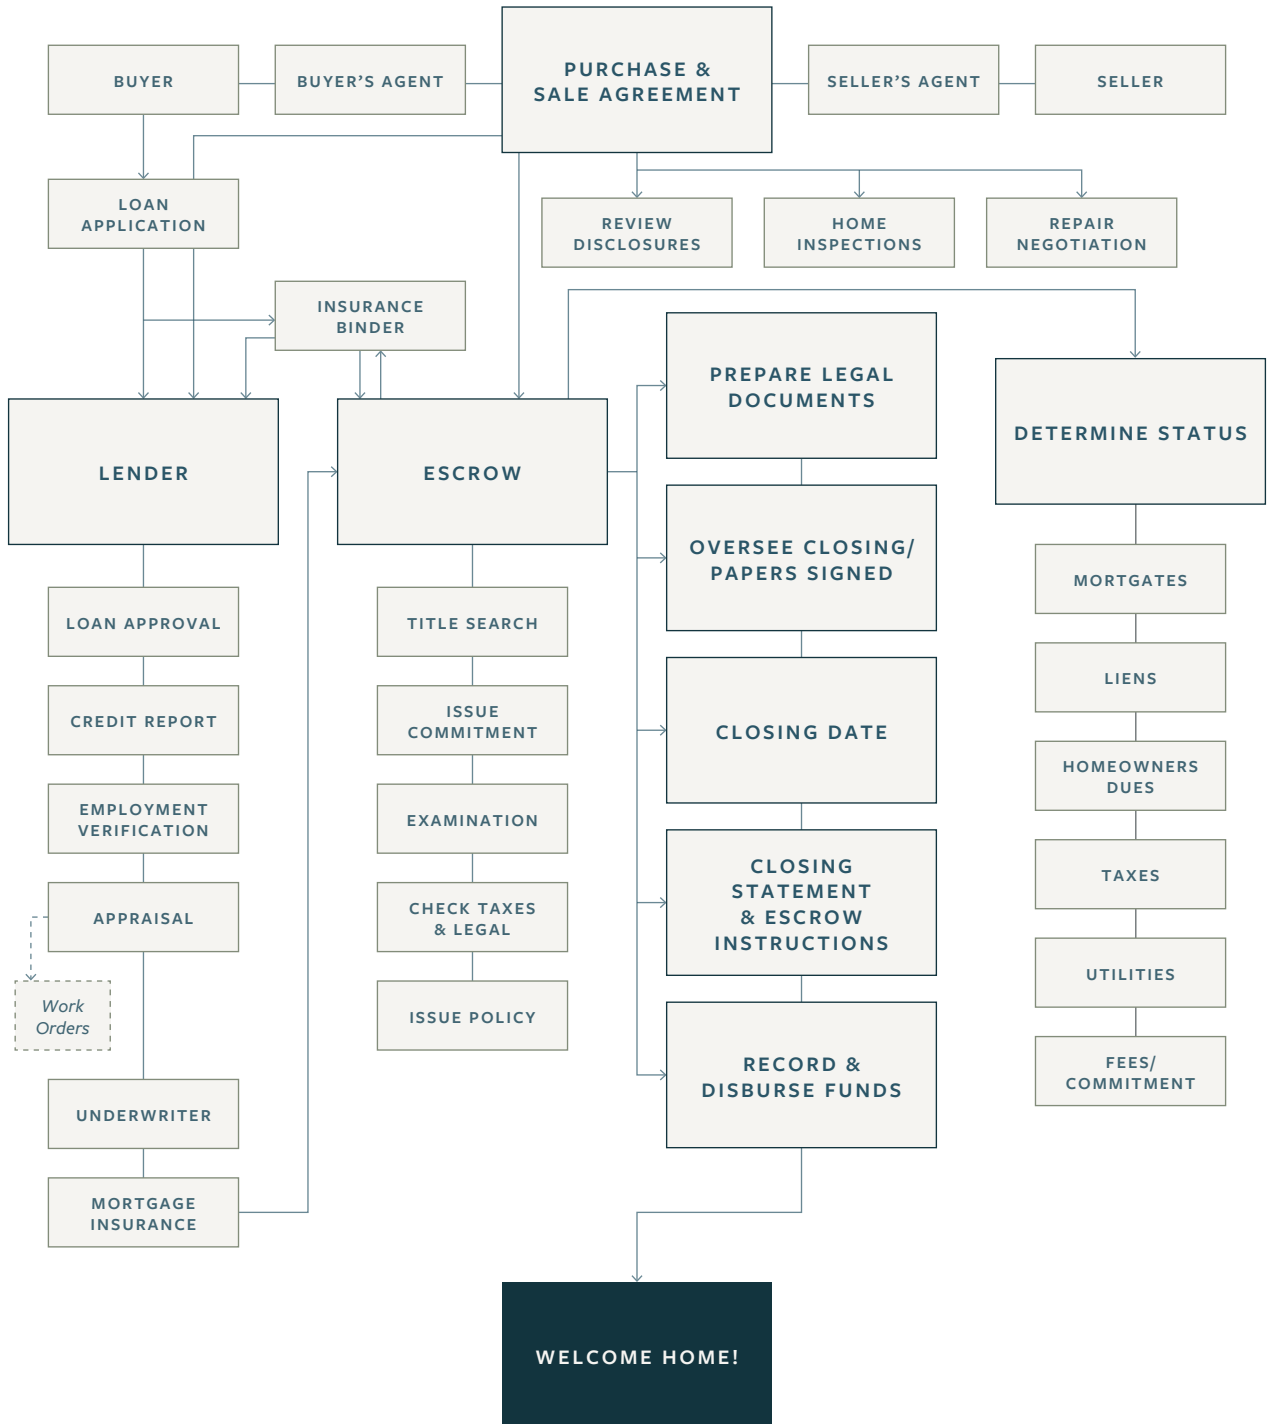 BUYER
BUYER’S AGENT
PURCHASE &
SALE AGREEMENT
SELLER’S AGENT
SELLER
LOAN
APPLICATION
REVIEW
DISCLOSURES
HOME
INSPECTIONS
REPAIR
NEGOTIATION
INSURANCE
BINDER
LENDER
ESCROW
PREPARE LEGAL
DOCUMENTS
DETERMINE STATUS
LOAN APPROVAL
CREDIT REPORT
EMPLOYMENT
VERIFICATION
APPRAISAL
Work
Orders
UNDERWRITER
MORTGAGE
INSURANCE
TITLE SEARCH
ISSUE
COMMITMENT
EXAMINATION
CHECK TAXES
& LEGAL
ISSUE POLICY
OVERSEE CLOSING/
PAPERS SIGNED
CLOSING DATE
CLOSING
STATEMENT
& ESCROW
INSTRUCTIONS
RECORD &
DISBURSE FUNDS
MORTGATES
LIENS
HOMEOWNERS
DUES
TAXES
UTILITIES
FEES/
COMMITMENT
WELCOME HOME!